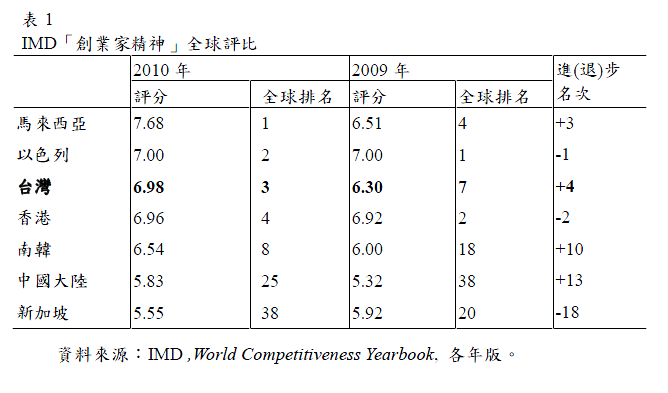 表 1
IMD「創業家精神」全球評比
2010 年 2009 年 進(退)步名次
評分 全球排名 評分 全球排名
馬來西亞 7.68 1 6.51 4 +3
以色列 7.00 2 7.00 1 -1
台灣 6.98 3 6.30 7 +4
香港 6.96 4 6.92 2 -2
南韓 6.54 8 6.00 18 +10
中國大陸 5.83 25 5.32 38 +13
新加坡 5.55 38 5.92 20 -18
資料來源：IMD ,World Competitiveness Yearbook, 各年版。